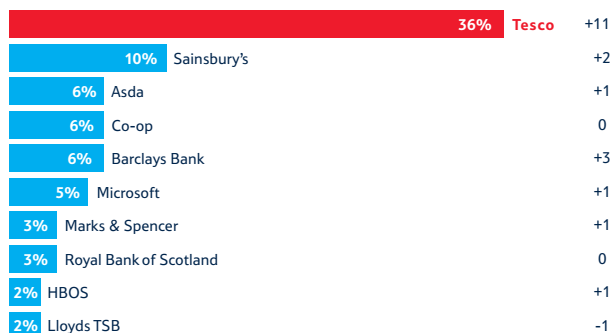 36% Tesco +11
10% Sainsbury's +2
6% Asda +1
6% Co-op 0
6% Barclays Bank +3
5% Microsoft +1
3% Marks & Spencer +1
3% Royal Bank of Scotland 0
2% HBOS +1
2% Lloyds TSB -1